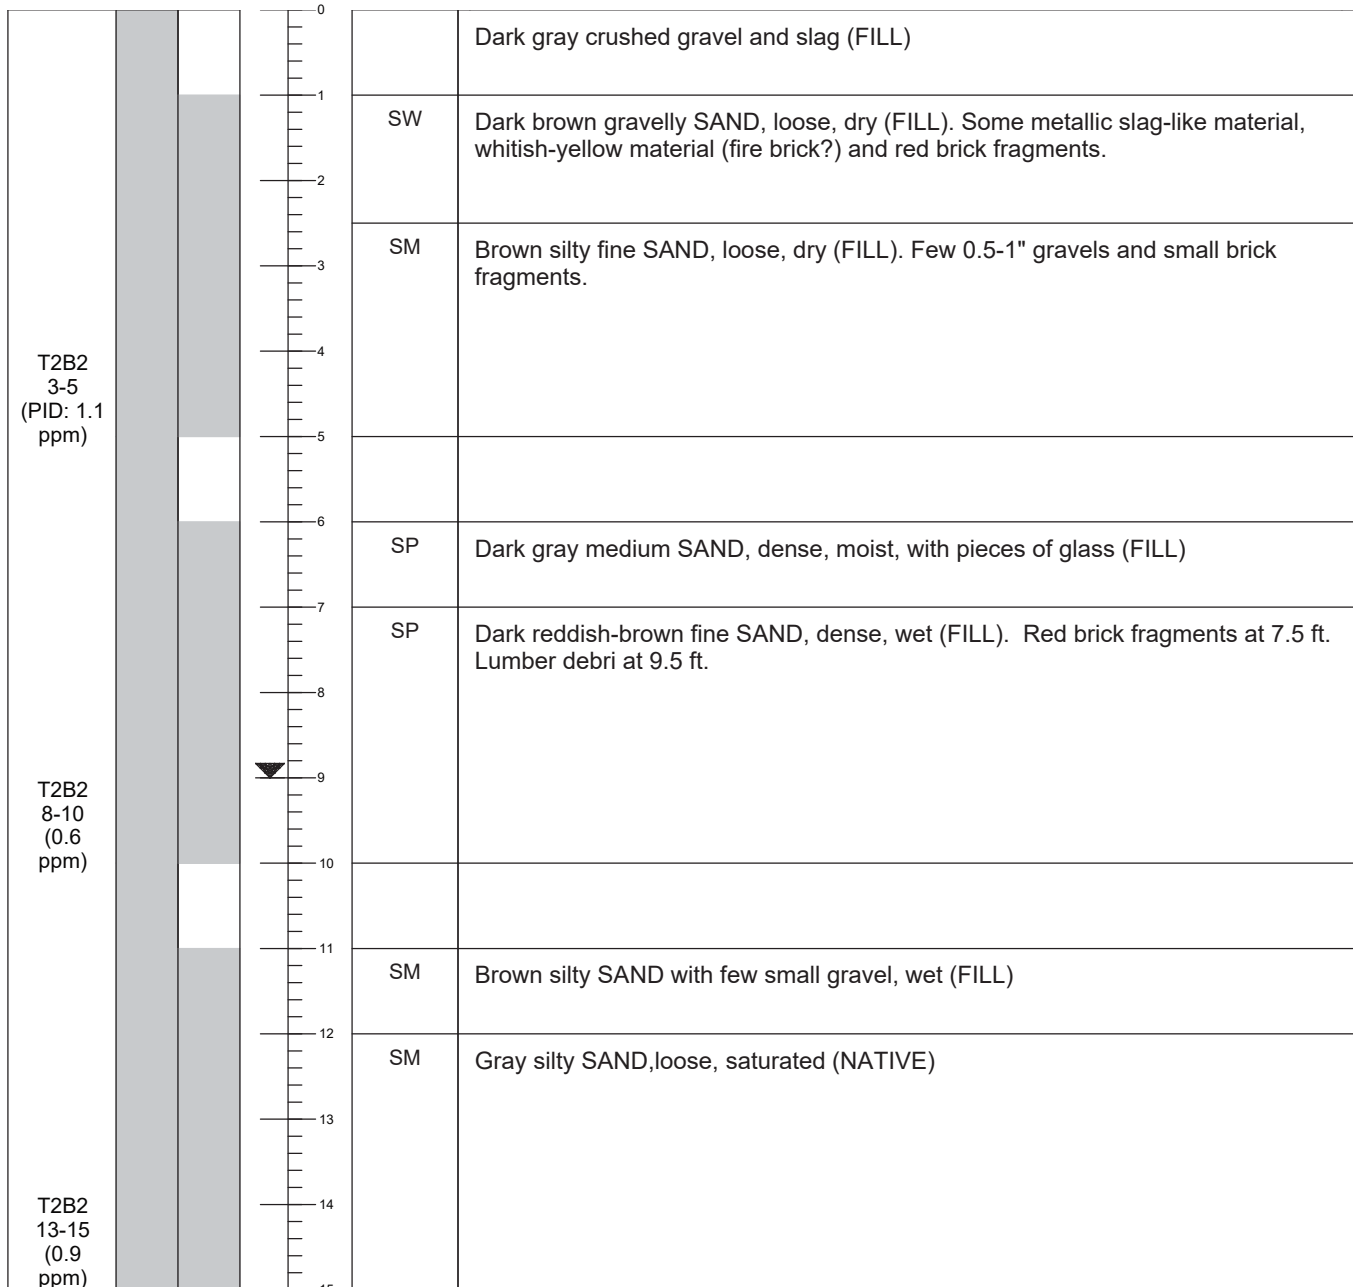 0
Dark gray crushed gravel and slag (FILL)
1
SW
Dark brown gravelly SAND, loose, dry (FILL). Some metallic slag-like material,
whitish-yellow material (fire brick?) and red brick fragments.
2
SM
Brown silty fine SAND, loose, dry (FILL). Few 0.5-1" gravels and small brick
fragments.
3
4
T2B2
3-5
(PID: 1.1
ppm)
5
6
SP
Dark gray medium SAND, dense, moist, with pieces of glass (FILL)
7
SP
Dark reddish-brown fine SAND, dense, wet (FILL).  Red brick fragments at 7.5 ft.
Lumber debri at 9.5 ft.
8
9
T2B2
8-10
(0.6
ppm)
10
11
SM
Brown silty SAND with few small gravel, wet (FILL)
12
SM
Gray silty SAND,loose, saturated (NATIVE)
13
14
T2B2
13-15
(0.9
ppm)
15